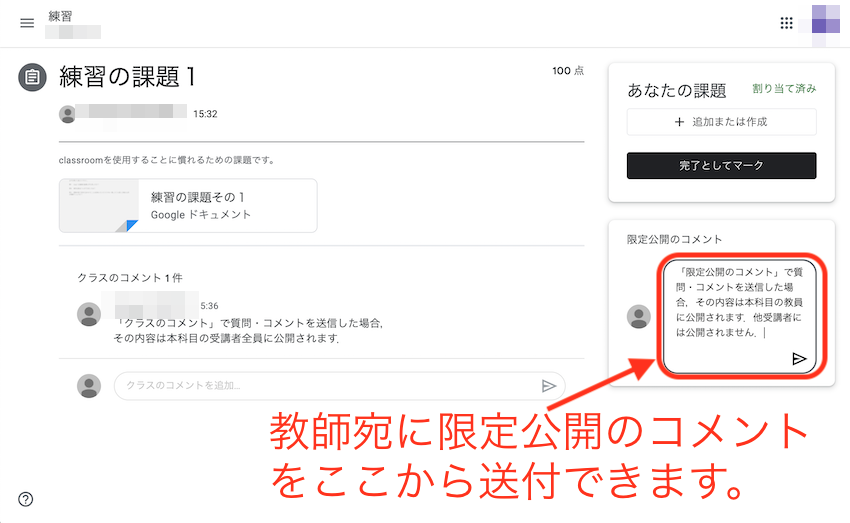 練習
練習の課題 1
100 点
15:32
classroomを使用することに慣れるための課題です。
練習の課題その 1
Google ドキュメント
クラスのコメント 1 件
5:36
「クラスのコメント」で質問・コメントを送信した場合，
その内容は本科目の受講者全員に公開されます．
クラスのコメントを追加...
あなたの課題
割り当て済み
+ 追加または作成
完了としてマーク
限定公開のコメント
「限定公開のコメント」で質
問・コメントを送信した場
合，その内容は本科目の教員
に公開されます．他受講者に
は公開されません．
教師宛に限定公開のコメント
をここから送付できます。